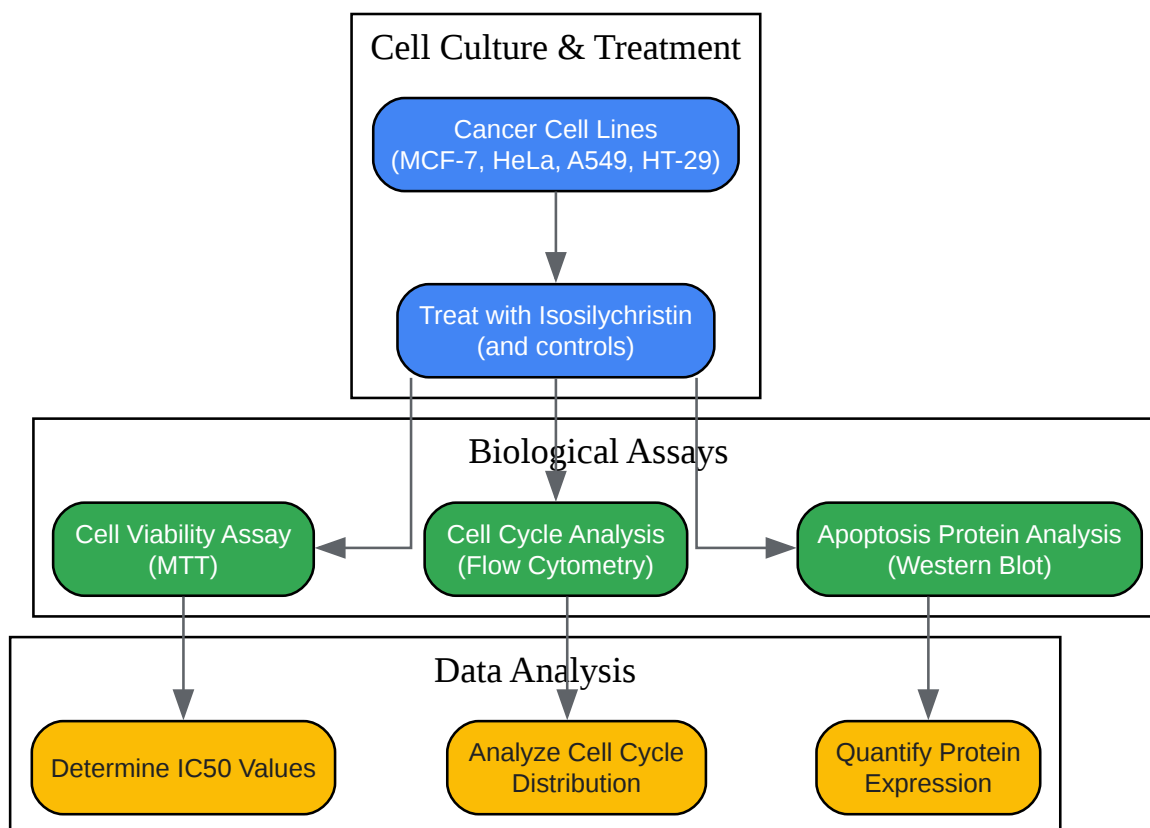 Cell Culture & Treatment
Cancer Cell Lines
(MCF-7, HeLa, A549, HT-29)
Treat with Isosilychristin
(and controls)
Biological Assays
Cell Viability Assay
(MTT)
Cell Cycle Analysis
(Flow Cytometry)
Apoptosis Protein Analysis
(Western Blot)
Data Analysis
Determine IC50 Values
Analyze Cell Cycle
Distribution
Quantify Protein
Expression